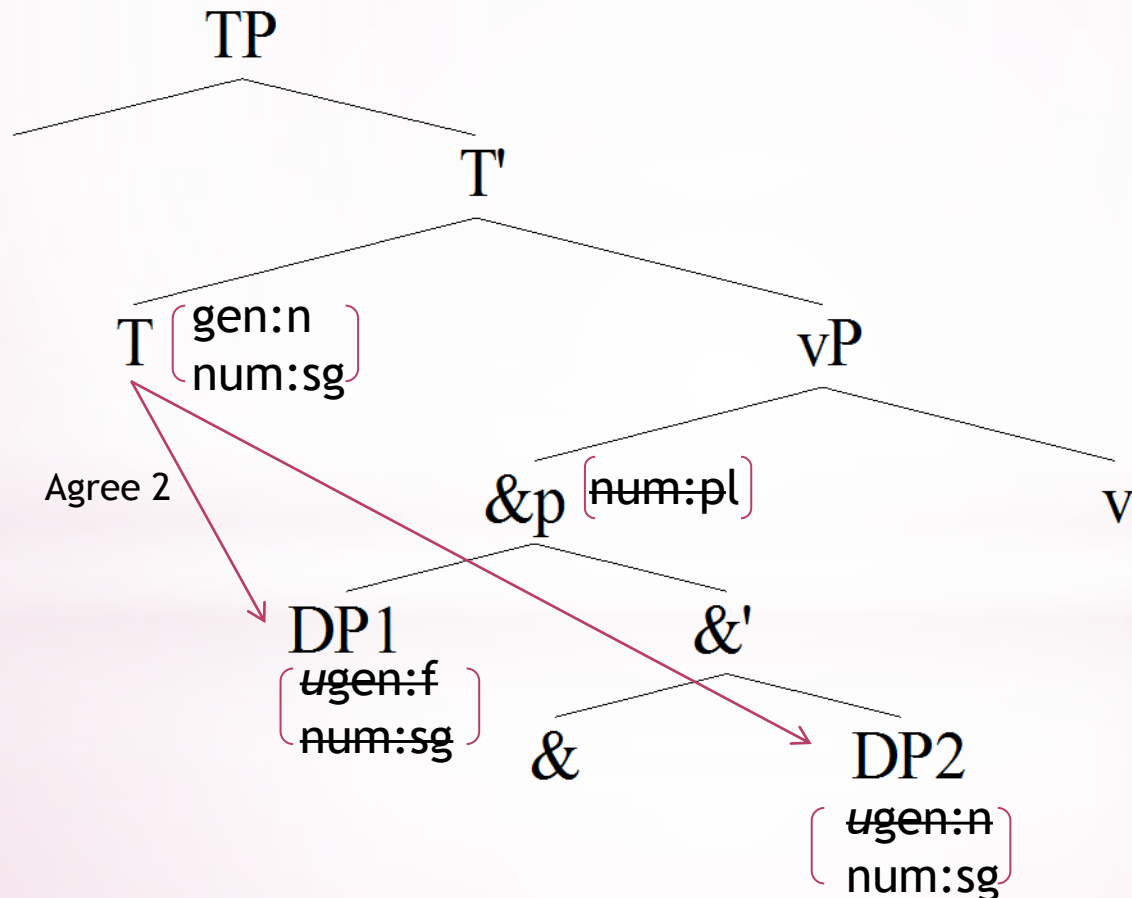 TP
T'
T
gen:n
num:sg
vP
Agree 2
&p
num:pl
v
DP1
ugen:f
num:sg
&'
&
DP2
ugen:n
num:sg